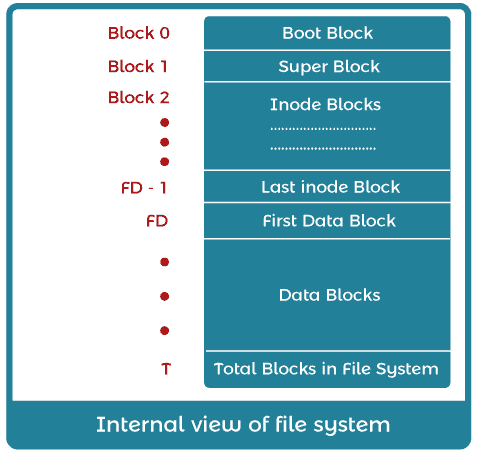 Block 0 Boot Block
Block 1 Super Block
Block 2 Inode Blocks
..............................
..............................
FD - 1 Last inode Block
FD First Data Block
Data Blocks
T Total Blocks in File System
Internal view of file system